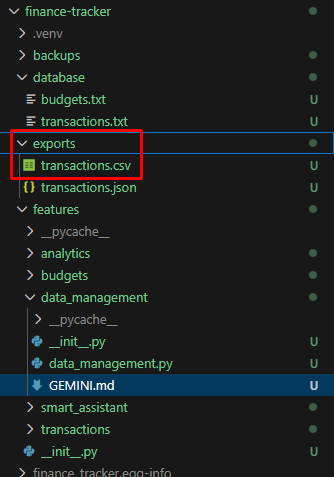 finance-tracker
.venv
backups
database
budgets.txt U
transactions.txt U
exports
transactions.csv U
{} transactions.json U
features
__pycache__
analytics
budgets
data_management
__pycache__
__init__.py U
data_management.py U
GEMINI.md U
smart_assistant
transactions
__init__.py U
finance_tracker.egg-info